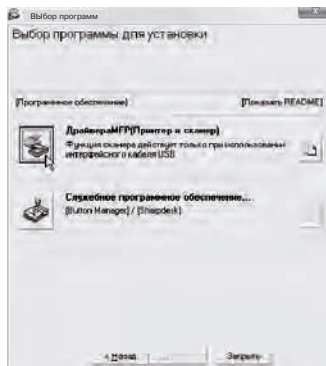 Выбор программ
Выбор программы для установки
(Программное обеспечение) (Показать README)
ДрайвераMFP(Принтер и сканер)
Функция сканера действует только при использовании
интерфейсного кабеля USB
Служебное программное обеспечение...
(Button Manager) / (Sharpdesk)
< Назад Закрыть